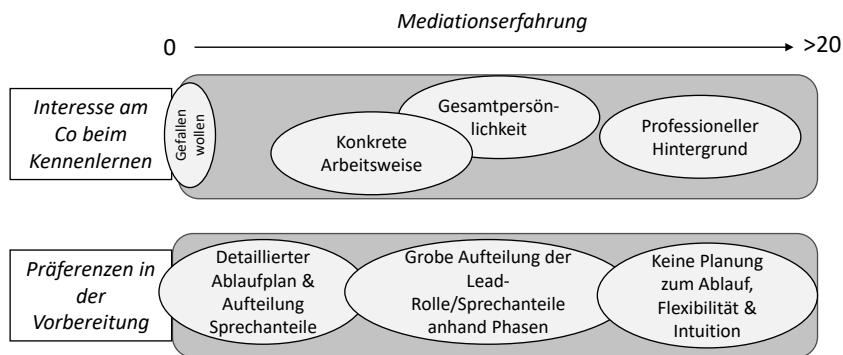 Mediationserfahrung
0
>20
Interesse am
Co beim
Kennenlernen
Gefallen
wollen
Konkrete
Arbeitsweise
Gesamtpersön-
lichkeit
Professioneller
Hintergrund
Präferenzen in
der
Vorbereitung
Detaillierter
Ablaufplan &
Aufteilung
Sprechanteile
Grobe Aufteilung der
Lead-
Rolle/Sprechanteile
anhand Phasen
Keine Planung
zum Ablauf,
Flexibilität &
Intuition